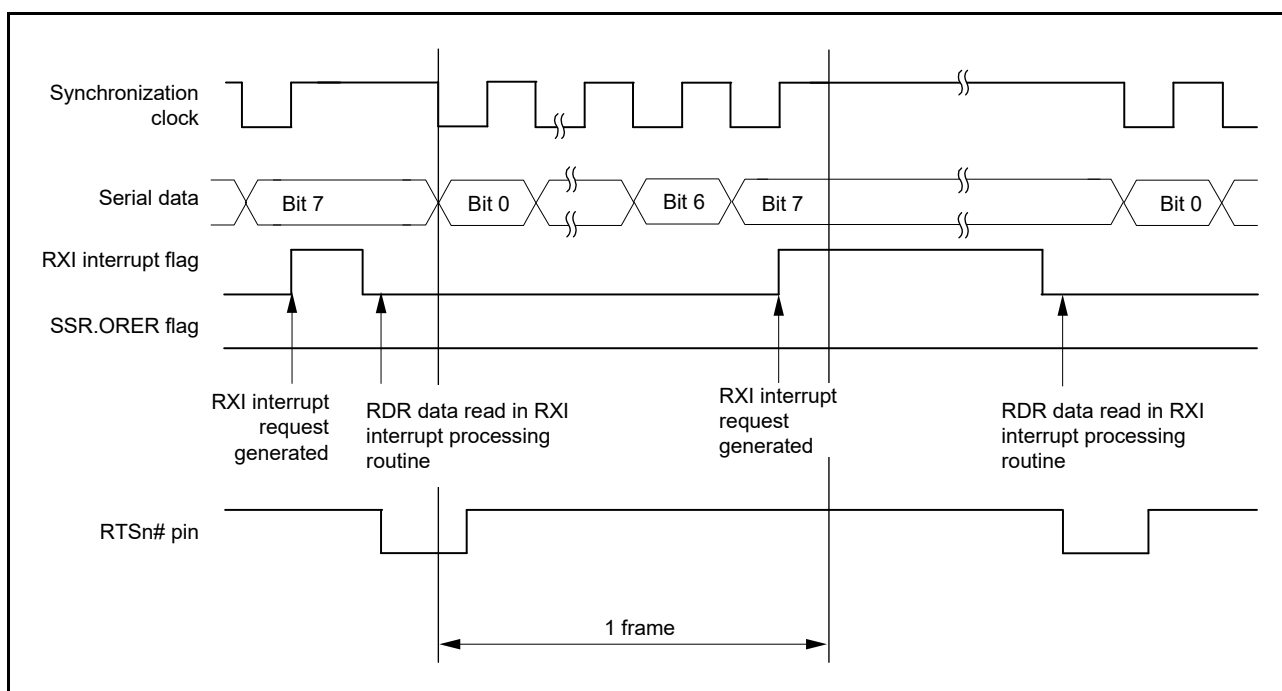 Synchronization
clock
Serial data
Bit 7
Bit 0
Bit 6
Bit 7
Bit 0
RXI interrupt flag
SSR.ORER flag
RXI interrupt
request
generated
RDR data read in RXI
interrupt processing
routine
RXI interrupt
request
generated
RDR data read in RXI
interrupt processing
routine
RTSn# pin
1 frame